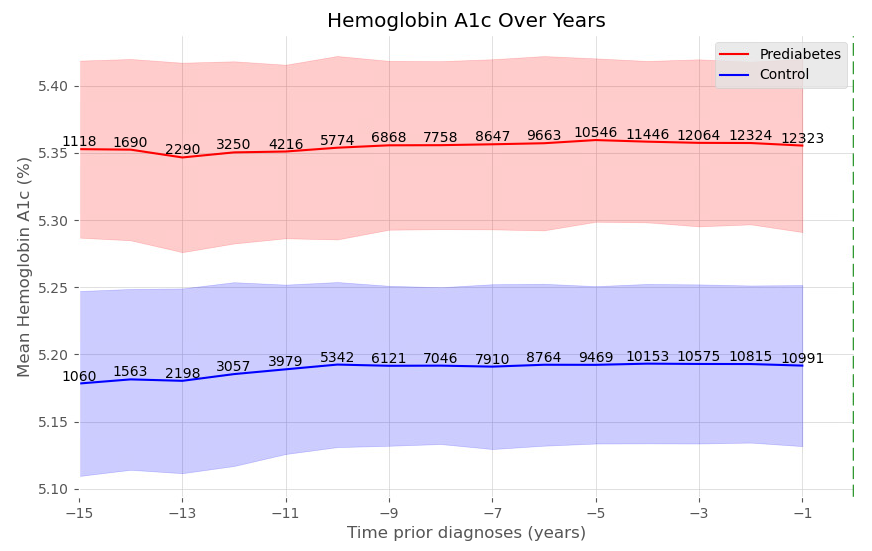 Hemoglobin A1c Over Years
Prediabetes
Control
Mean Hemoglobin A1c (%)
5.40
5.35
5.30
5.25
5.20
5.15
5.10
1118 1690 2290 3250 4216 5774 6868 7758 8647 9663 10546 11446 12064 12324 12323
1060 1563 2198 3057 3979 5342 6121 7046 7910 8764 9469 10153 10575 10815 10991
−15 −13 −11 −9 −7 −5 −3 −1
Time prior diagnoses (years)